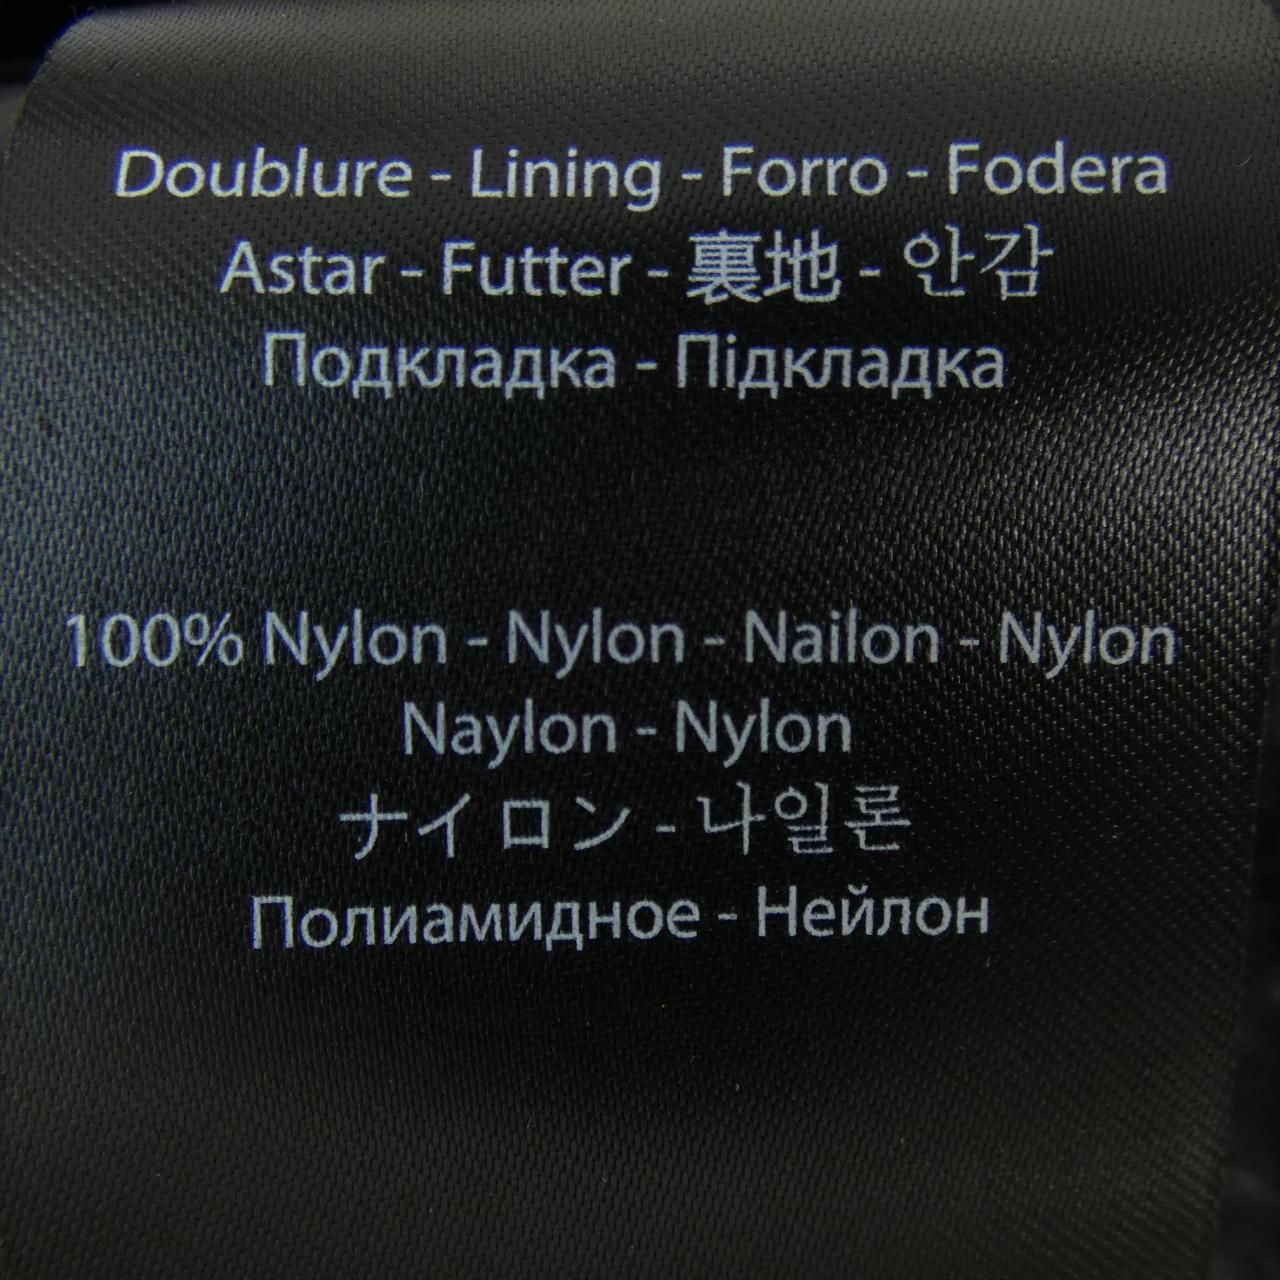 Doublure - Lining - Forro - Fodera
Astar - Futter - 裏地 - 안감
Подкладка - Підкладка
100% Nylon - Nylon - Nailon - Nylon
Naylon - Nylon
ナイロン - 나일론
Полиамидное - Нейлон